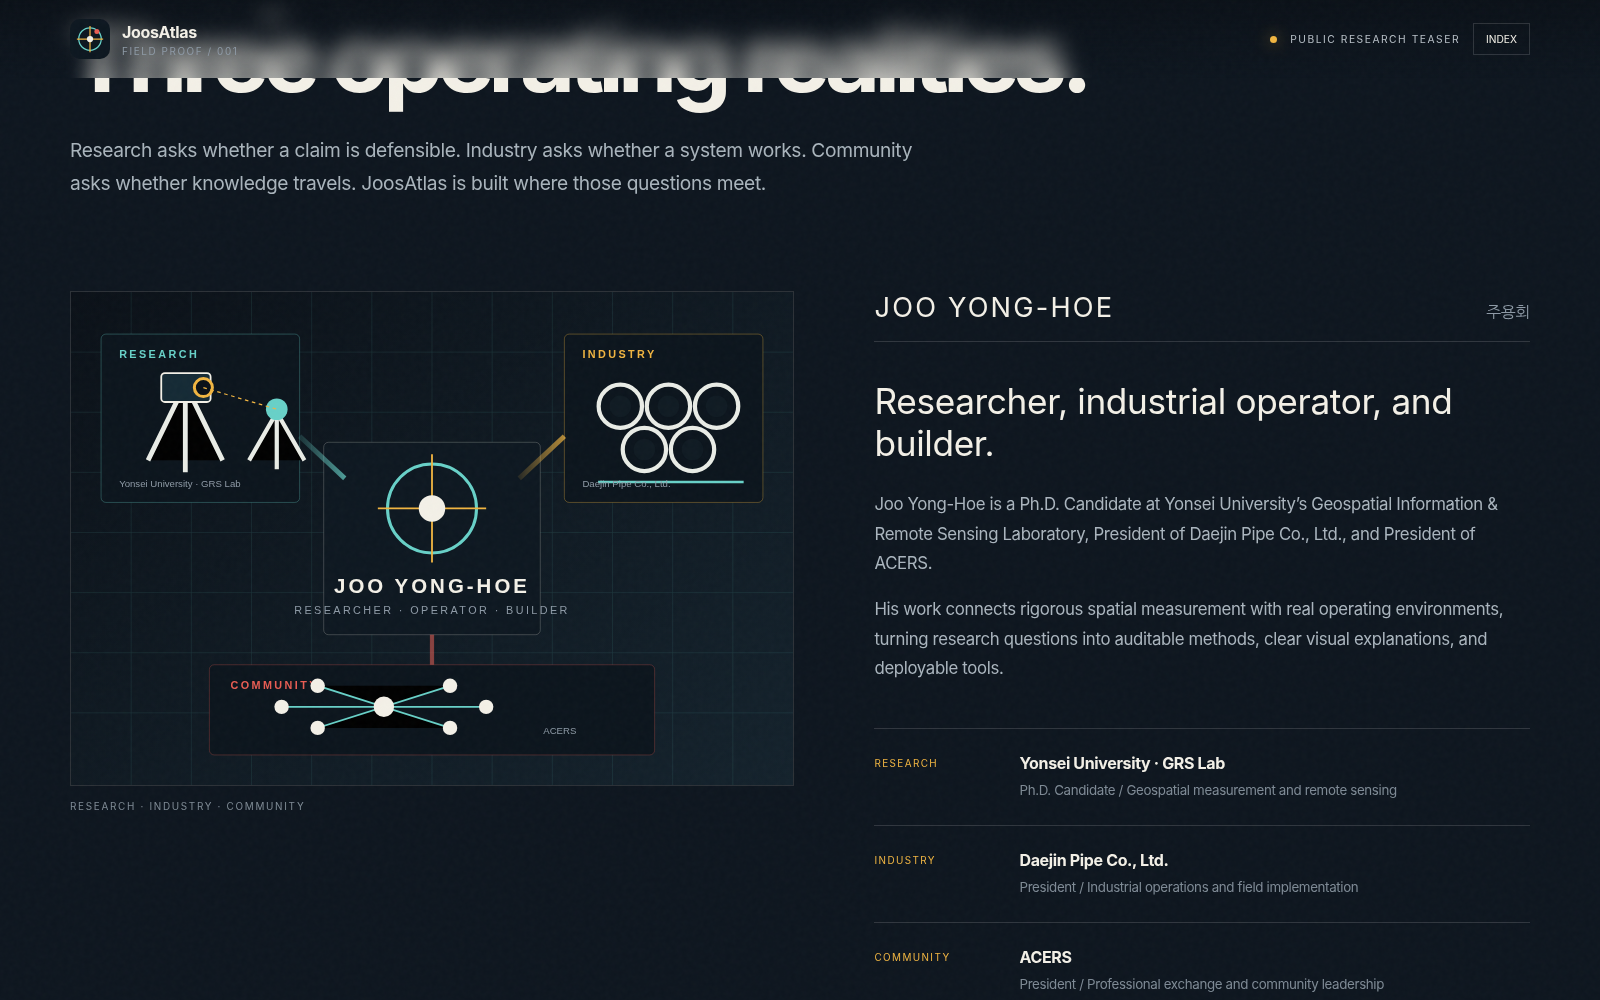 JoosAtlas
FIELD PROOF / 001
PUBLIC RESEARCH TEASER
INDEX
Three operating realities.
Research asks whether a claim is defensible. Industry asks whether a system works. Community
asks whether knowledge travels. JoosAtlas is built where those questions meet.
RESEARCH
Yonsei University · GRS Lab
INDUSTRY
Daejin Pipe Co., Ltd.
JOO YONG-HOE
RESEARCHER · OPERATOR · BUILDER
COMMUNITY
ACERS
RESEARCH · INDUSTRY · COMMUNITY
JOO YONG-HOE
주용회
Researcher, industrial operator, and
builder.
Joo Yong-Hoe is a Ph.D. Candidate at Yonsei University’s Geospatial Information &
Remote Sensing Laboratory, President of Daejin Pipe Co., Ltd., and President of
ACERS.
His work connects rigorous spatial measurement with real operating environments,
turning research questions into auditable methods, clear visual explanations, and
deployable tools.
RESEARCH
Yonsei University · GRS Lab
Ph.D. Candidate / Geospatial measurement and remote sensing
INDUSTRY
Daejin Pipe Co., Ltd.
President / Industrial operations and field implementation
COMMUNITY
ACERS
President / Professional exchange and community leadership